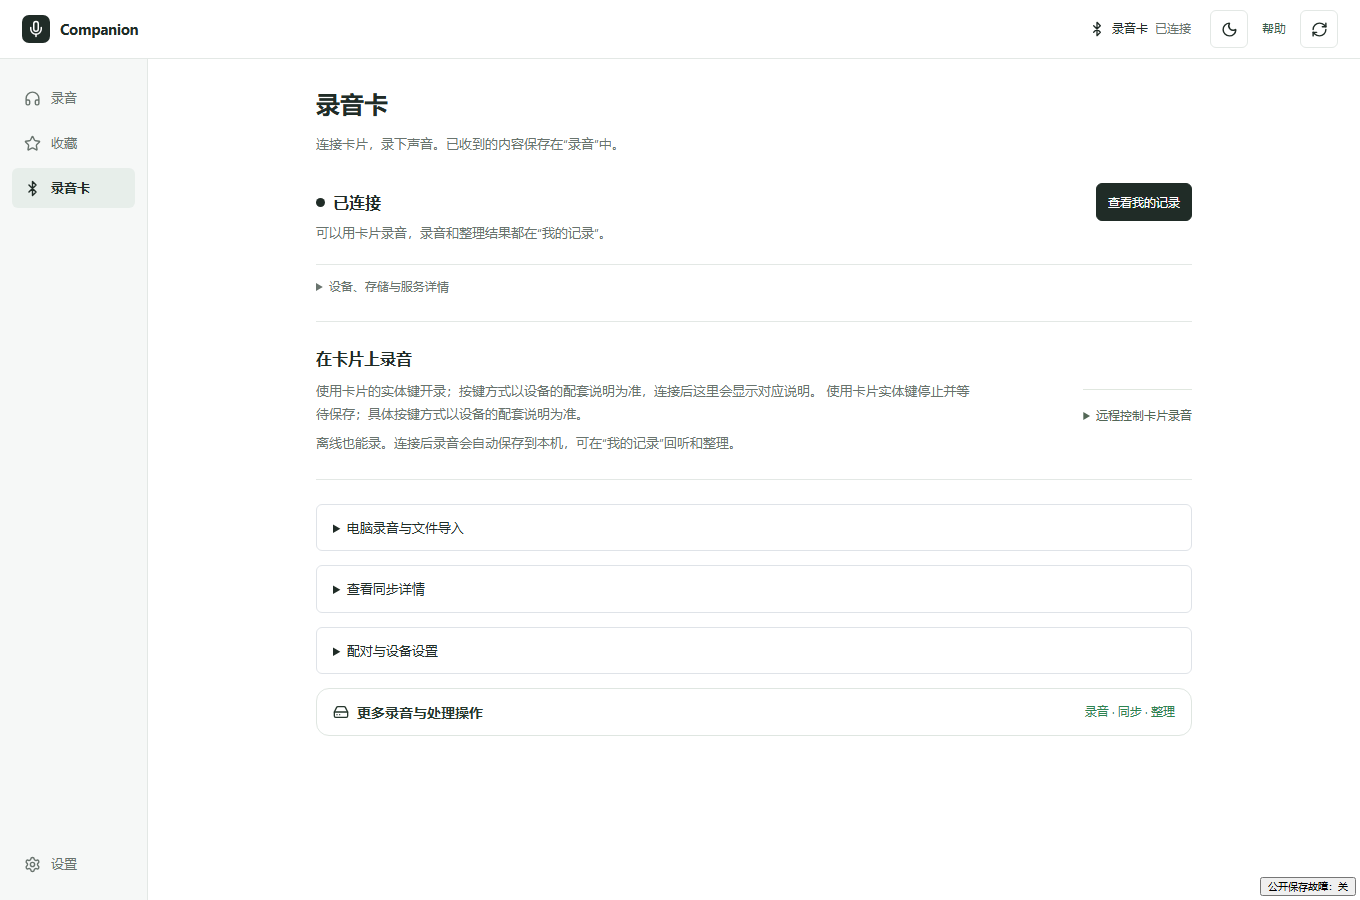 Companion
录音卡 已连接
帮助
录音
收藏
录音卡
设置
录音卡
连接卡片，录下声音。已收到的内容保存在“录音”中。
已连接
查看我的记录
可以用卡片录音，录音和整理结果都在“我的记录”。
设备、存储与服务详情
在卡片上录音
使用卡片的实体键开录；按键方式以设备的配套说明为准，连接后这里会显示对应说明。 使用卡片实体键停止并等
待保存；具体按键方式以设备的配套说明为准。
远程控制卡片录音
离线也能录。连接后录音会自动保存到本机，可在“我的记录”回听和整理。
电脑录音与文件导入
查看同步详情
配对与设备设置
更多录音与处理操作
录音 · 同步 · 整理
公开保存故障：关